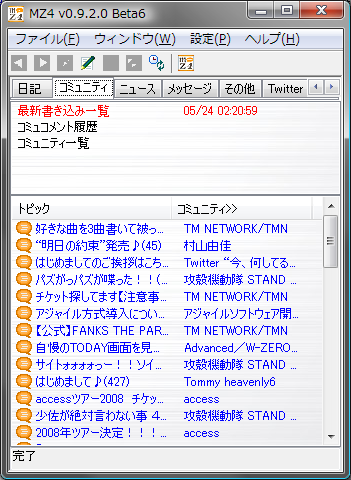 MZ4 v0.9.2.0 Beta6
ファイル(F) ウィンドウ(W) 設定(P) ヘルプ(H)
日記 コミュニティ ニュース メッセージ その他 Twitter
最新書き込み一覧 05/24 02:20:59
コミュコメント履歴
コミュニティ一覧
トピック コミュニティ>>
好きな曲を3曲書いて被っ... TM NETWORK/TMN
“明日の約束”発売♪(45) 村山由佳
はじめましてのご挨拶はこち... Twitter “今、何してる...
パズがっパズが喋った！！(... 攻殻機動隊 STAND ...
チケット探してます【注意事... TM NETWORK/TMN
アジャイル方式導入につい... アジャイルソフトウェア開...
【公式】FANKS THE PAR... TM NETWORK/TMN
自慢のTODAY画面を見... Advanced／W-ZERO...
サイトォォォォっー！！ソイ... 攻殻機動隊 STAND ...
はじめまして♪(427) Tommy heavenly6
accessツアー2008 チケッ... access
少佐が絶対言わない事 4... 攻殻機動隊 STAND ...
2008年ツアー決定！！！... access
完了